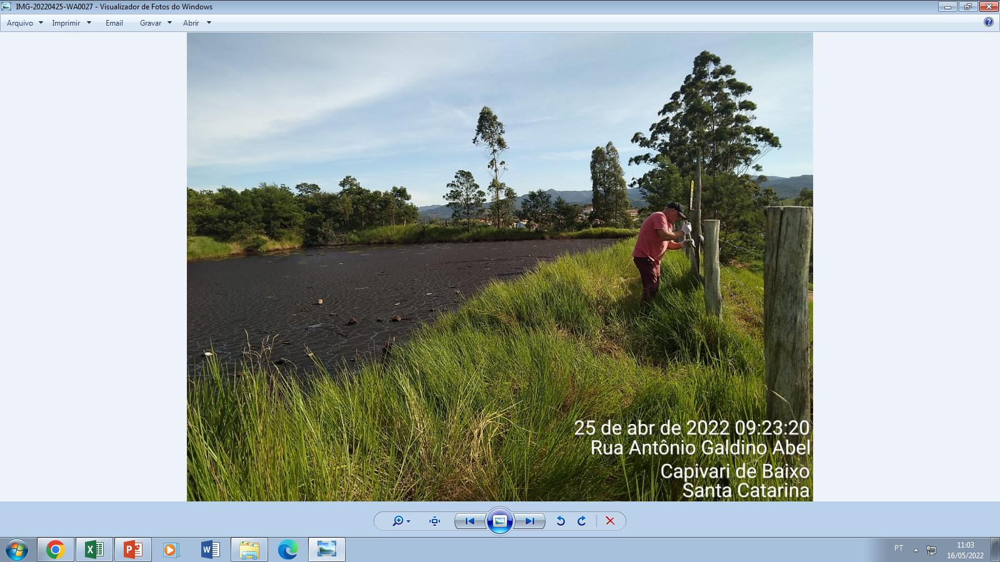 IMG-20220425-WA0027 - Visualizador de Fotos do Windows
Arquivo Imprimir Email Gravar Abrir
25 de abr de 2022 09:23:20
Rua Antônio Galdino Abel
Capivari de Baixo
Santa Catarina
PT
11:03
16/05/2022